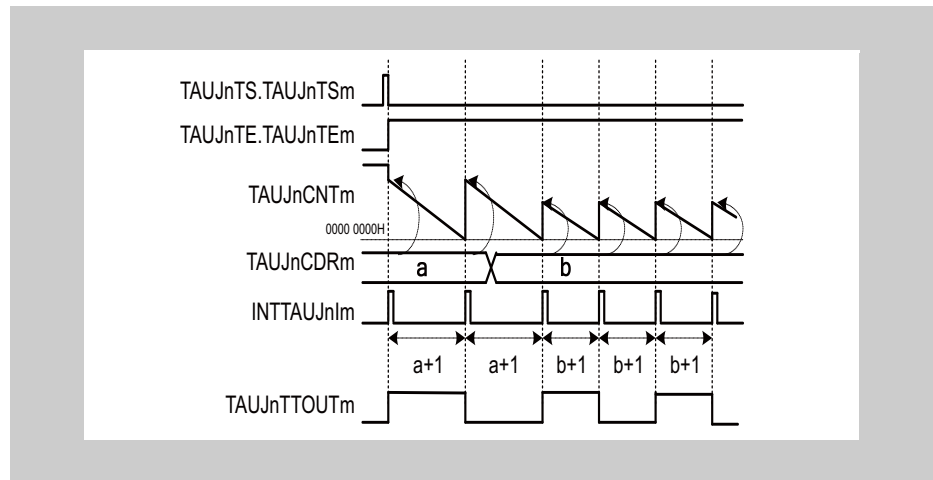 TAUJnTS.TAUJnTSm
TAUJnTE.TAUJnTEm
TAUJnCNTm
0000 0000H
TAUJnCDRm
a
b
INTTAUJnIm
a+1 a+1 b+1 b+1 b+1
TAUJnTTOUTm